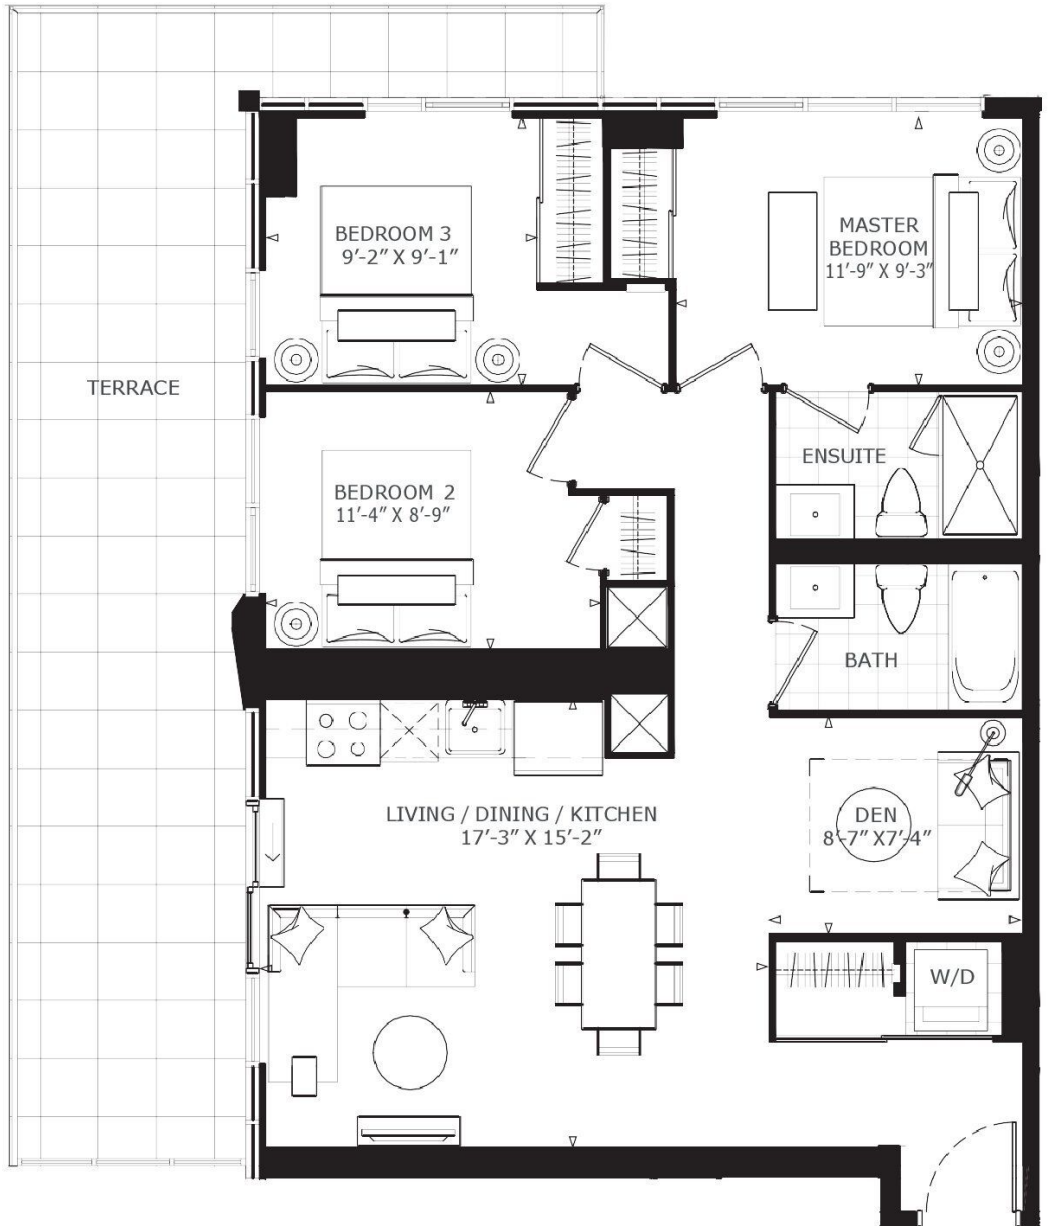 BEDROOM 3
9'-2" X 9'-1"
MASTER
BEDROOM
11'-9" X 9'-3"
TERRACE
ENSUITE
BEDROOM 2
11'-4" X 8'-9"
BATH
LIVING / DINING / KITCHEN
17'-3" X 15'-2"
DEN
8'-7" X7'-4"
W/D